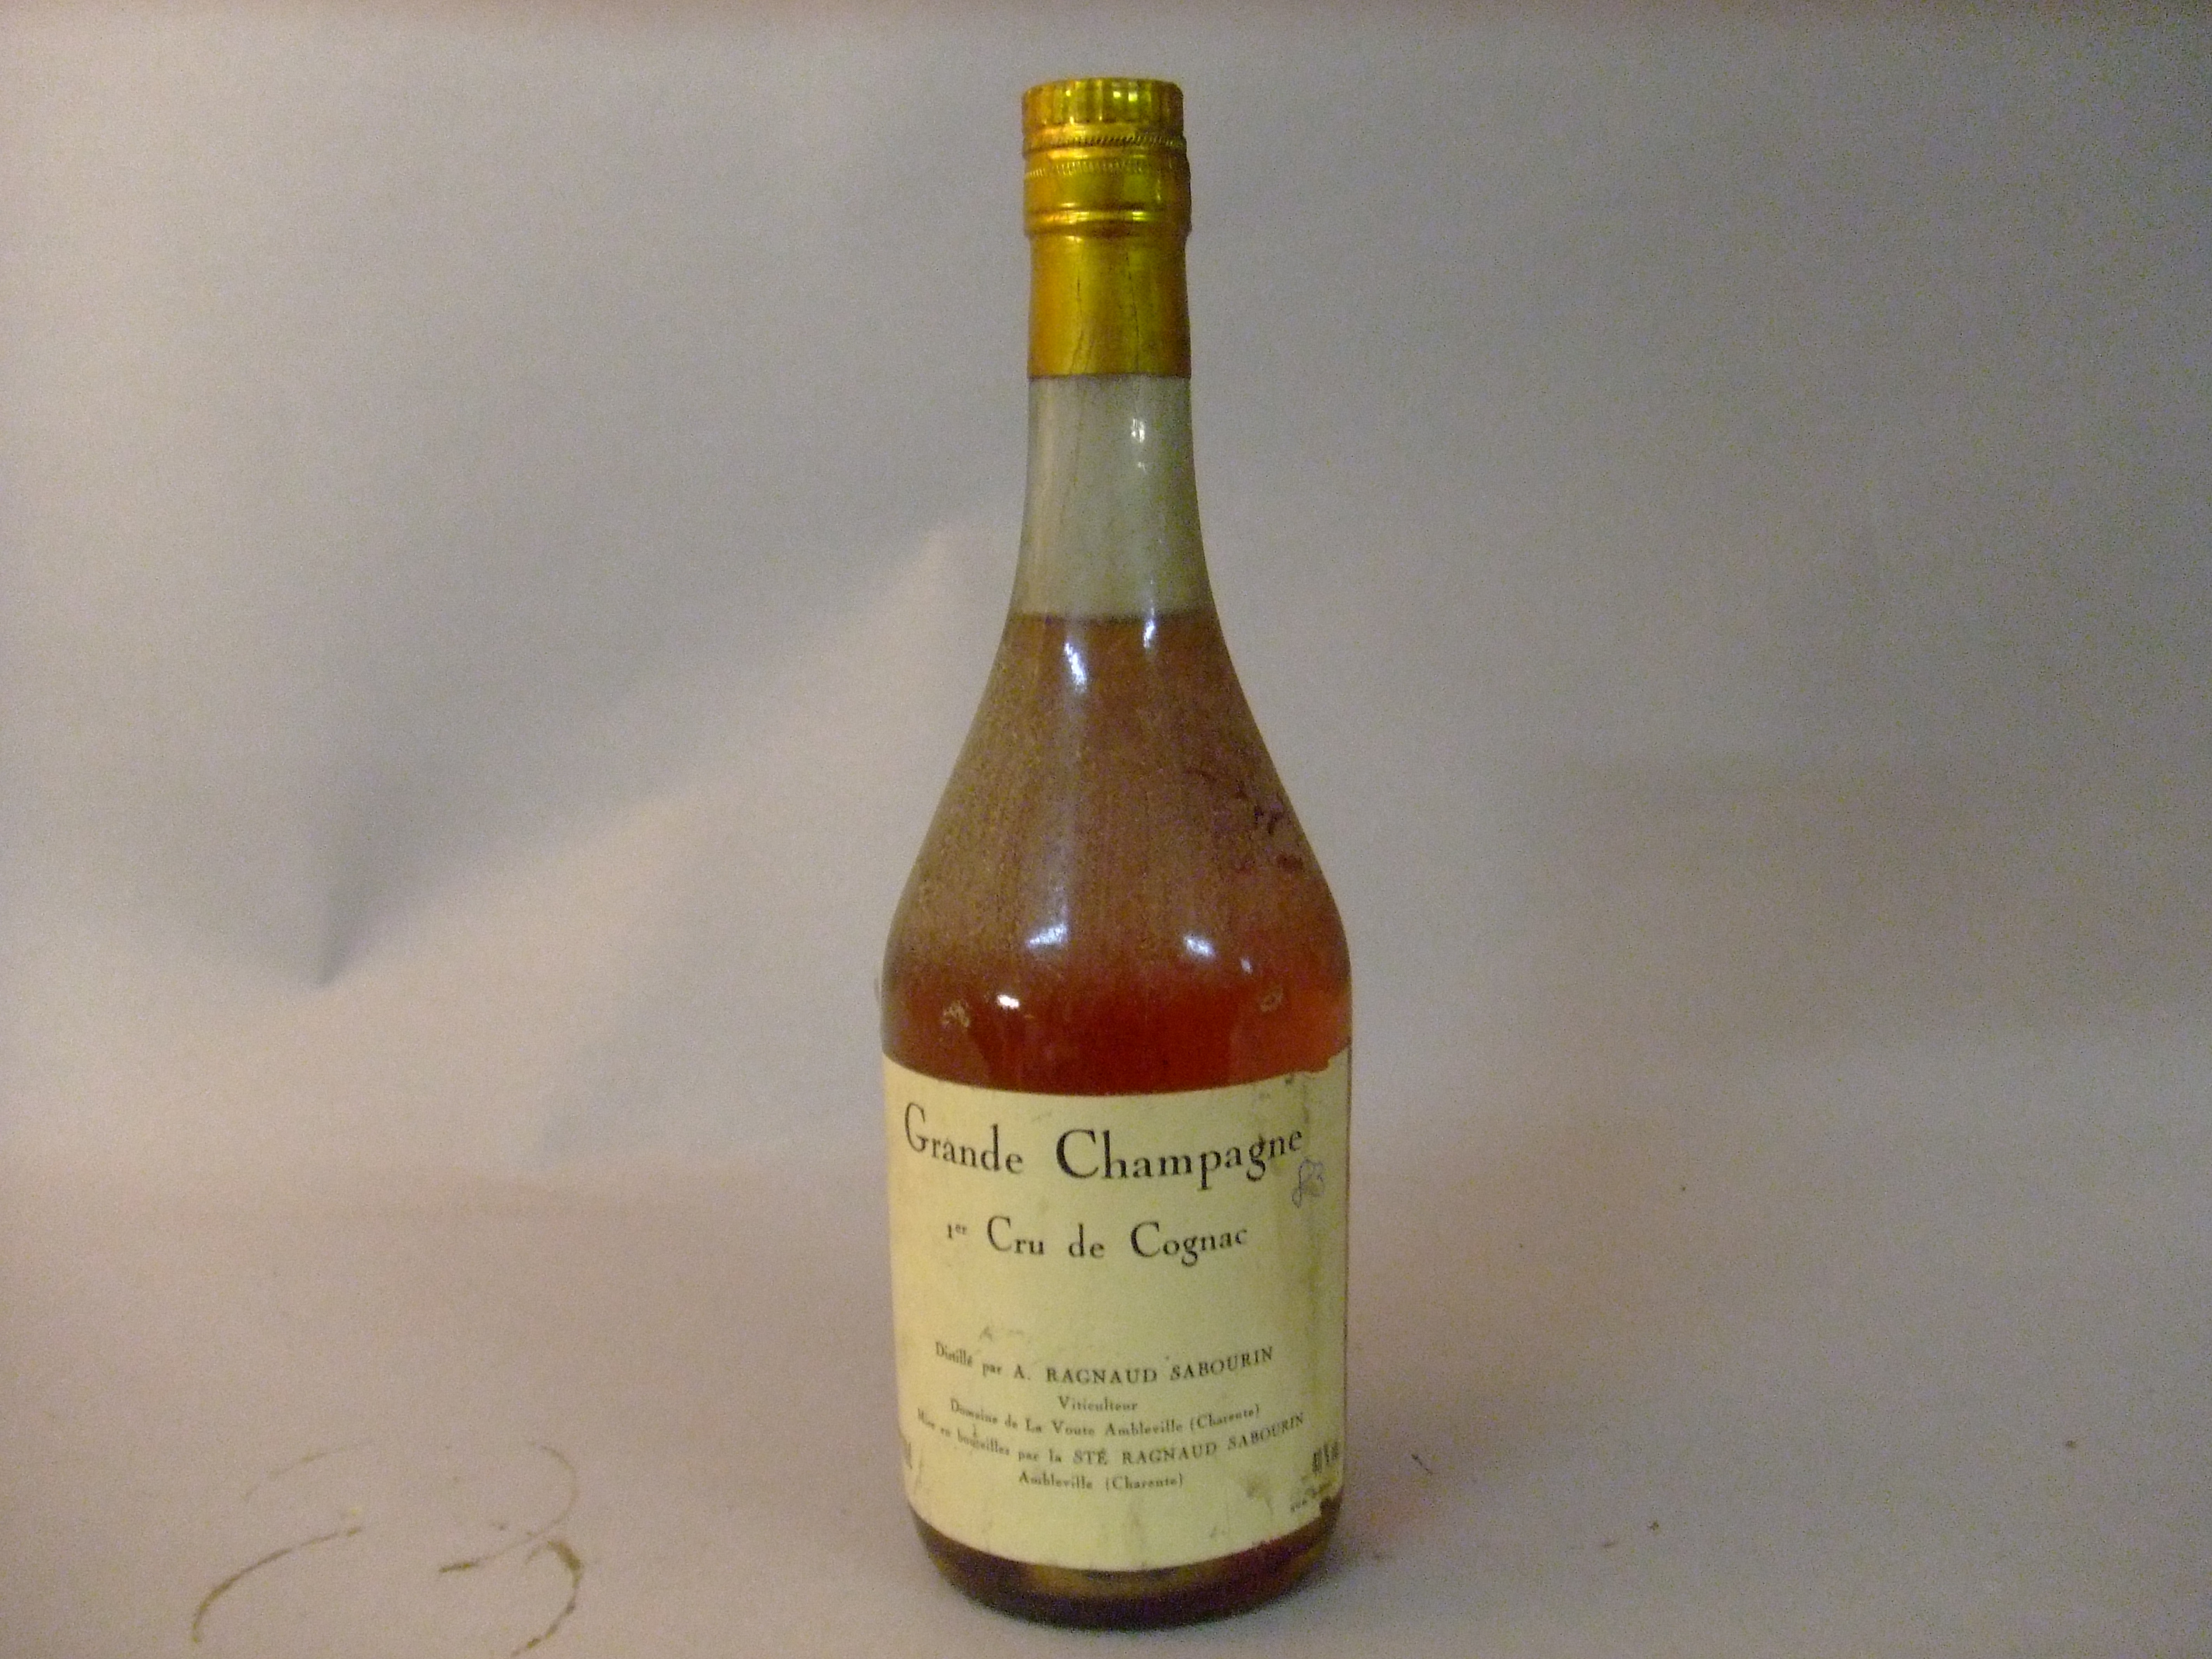 Grande Champagne
1er Cru de Cognac
Distillé par A. RAGNAUD SABOURIN
Viticulteur
Domaine de La Voute Ambleville (Charente)
Mise en bouteilles par la STÉ RAGNAUD SABOURIN
Ambleville (Charente)